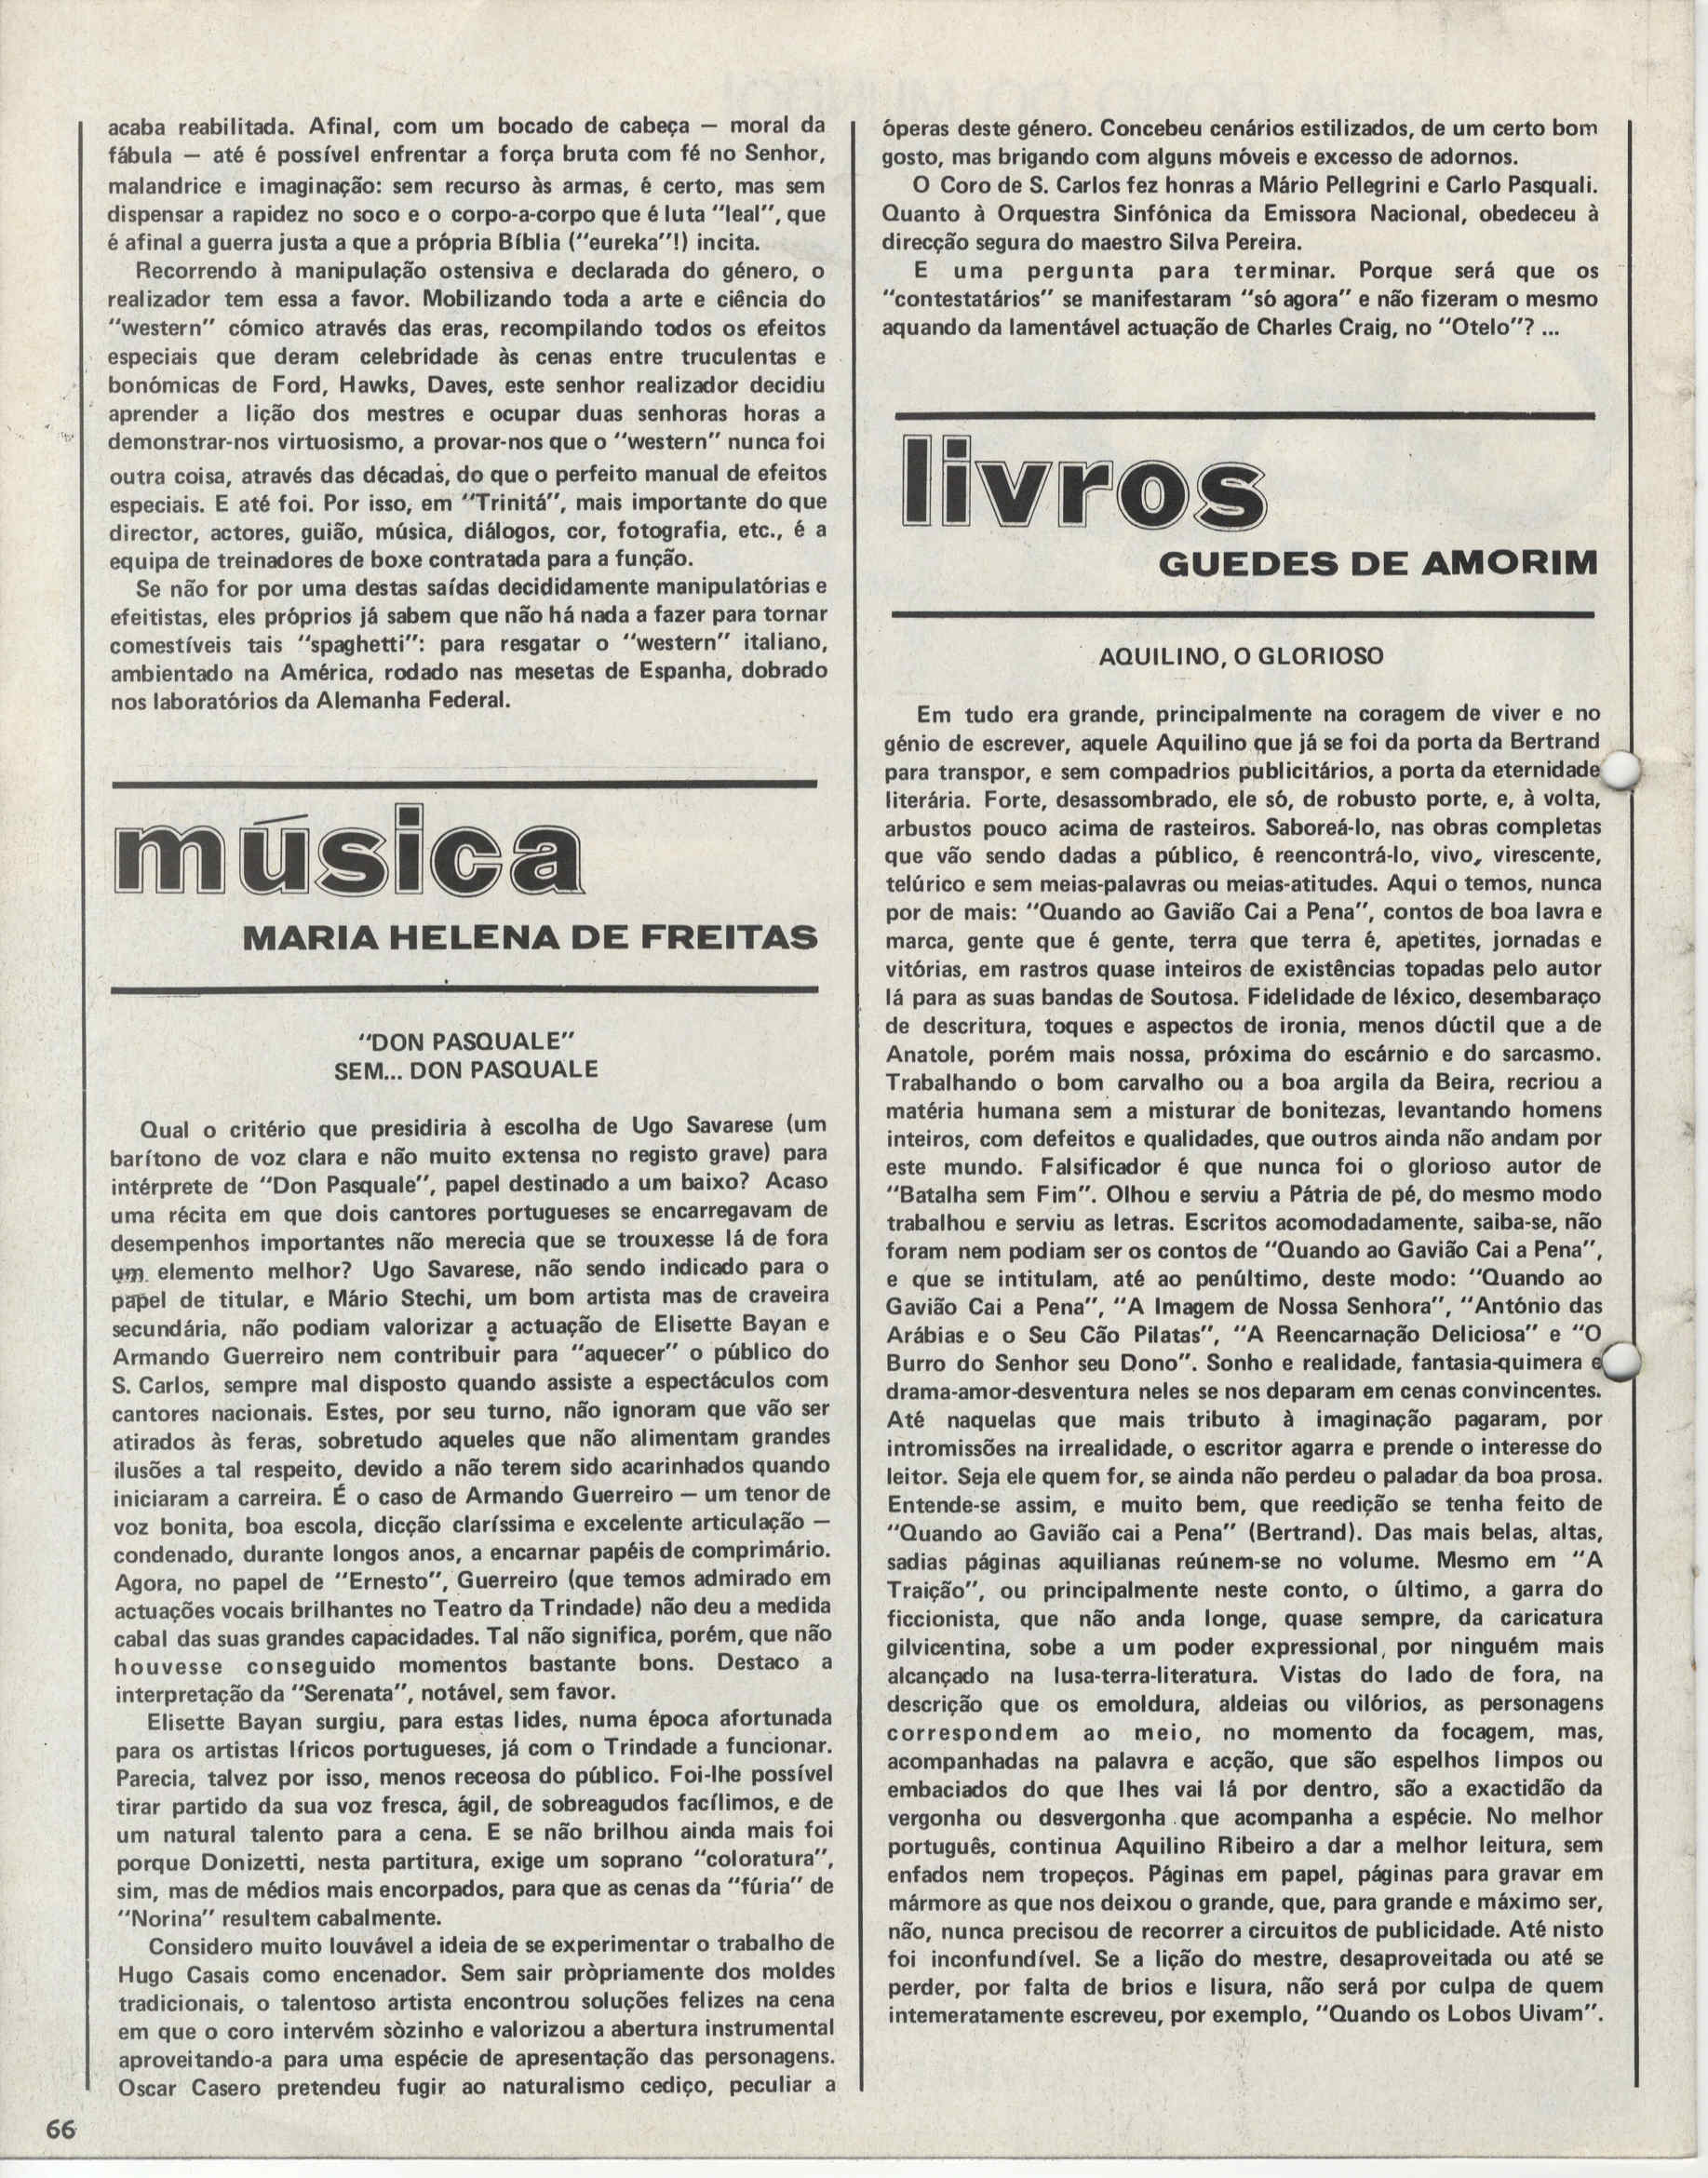 acaba reabilitada. Afinal, com um bocado de cabeça — moral da
fábula — até é possível enfrentar a força bruta com fé no Senhor,
malandrice e imaginação: sem recurso às armas, é certo, mas sem
dispensar a rapidez no soco e o corpo-a-corpo que é luta "leal", que
é afinal a guerra justa a que a própria Bíblia ("eureka"!) incita.
Recorrendo à manipulação ostensiva e declarada do género, o
realizador tem essa a favor. Mobilizando toda a arte e ciência do
"western" cómico através das eras, recompilando todos os efeitos
especiais que deram celebridade às cenas entre truculentas e
bonómicas de Ford, Hawks, Daves, este senhor realizador decidiu
aprender a lição dos mestres e ocupar duas senhoras horas a
demonstrar-nos virtuosismo, a provar-nos que o "western" nunca foi
outra coisa, através das décadas, do que o perfeito manual de efeitos
especiais. E até foi. Por isso, em "Trinitá", mais importante do que
director, actores, guião, música, diálogos, cor, fotografia, etc., é a
equipa de treinadores de boxe contratada para a função.
Se não for por uma destas saídas decididamente manipulatórias e
efeitistas, eles próprios já sabem que não há nada a fazer para tornar
comestíveis tais "spaghetti": para resgatar o "western" italiano,
ambientado na América, rodado nas mesetas de Espanha, dobrado
nos laboratórios da Alemanha Federal.
música
MARIA HELENA DE FREITAS
"DON PASQUALE"
SEM... DON PASQUALE
Qual o critério que presidiria à escolha de Ugo Savarese (um
barítono de voz clara e não muito extensa no registo grave) para
intérprete de "Don Pasquale", papel destinado a um baixo? Acaso
uma récita em que dois cantores portugueses se encarregavam de
desempenhos importantes não merecia que se trouxesse lá de fora
um elemento melhor? Ugo Savarese, não sendo indicado para o
papel de titular, e Mário Stechi, um bom artista mas de craveira
secundária, não podiam valorizar a actuação de Elisette Bayan e
Armando Guerreiro nem contribuir para "aquecer" o público do
S. Carlos, sempre mal disposto quando assiste a espectáculos com
cantores nacionais. Estes, por seu turno, não ignoram que vão ser
atirados às feras, sobretudo aqueles que não alimentam grandes
ilusões a tal respeito, devido a não terem sido acarinhados quando
iniciaram a carreira. É o caso de Armando Guerreiro — um tenor de
voz bonita, boa escola, dicção claríssima e excelente articulação —
condenado, durante longos anos, a encarnar papéis de comprimário.
Agora, no papel de "Ernesto", Guerreiro (que temos admirado em
actuações vocais brilhantes no Teatro da Trindade) não deu a medida
cabal das suas grandes capacidades. Tal não significa, porém, que não
houvesse conseguido momentos bastante bons. Destaco a
interpretação da "Serenata", notável, sem favor.
Elisette Bayan surgiu, para estas lides, numa época afortunada
para os artistas líricos portugueses, já com o Trindade a funcionar.
Parecia, talvez por isso, menos receosa do público. Foi-lhe possível
tirar partido da sua voz fresca, ágil, de sobreagudos facílimos, e de
um natural talento para a cena. E se não brilhou ainda mais foi
porque Donizetti, nesta partitura, exige um soprano "coloratura",
sim, mas de médios mais encorpados, para que as cenas da "fúria" de
"Norina" resultem cabalmente.
Considero muito louvável a ideia de se experimentar o trabalho de
Hugo Casais como encenador. Sem sair pròpriamente dos moldes
tradicionais, o talentoso artista encontrou soluções felizes na cena
em que o coro intervém sòzinho e valorizou a abertura instrumental
aproveitando-a para uma espécie de apresentação das personagens.
Oscar Casero pretendeu fugir ao naturalismo cediço, peculiar a
66
óperas deste género. Concebeu cenários estilizados, de um certo bom
gosto, mas brigando com alguns móveis e excesso de adornos.
O Coro de S. Carlos fez honras a Mário Pellegrini e Carlo Pasquali.
Quanto à Orquestra Sinfónica da Emissora Nacional, obedeceu à
direcção segura do maestro Silva Pereira.
E uma pergunta para terminar. Porque será que os
"contestatários" se manifestaram "só agora" e não fizeram o mesmo
aquando da lamentável actuação de Charles Craig, no "Otelo"? ...
livros
GUEDES DE AMORIM
AQUILINO, O GLORIOSO
Em tudo era grande, principalmente na coragem de viver e no
génio de escrever, aquele Aquilino que já se foi da porta da Bertrand
para transpor, e sem compadrios publicitários, a porta da eternidade
literária. Forte, desassombrado, ele só, de robusto porte, e, à volta,
arbustos pouco acima de rasteiros. Saboreá-lo, nas obras completas
que vão sendo dadas a público, é reencontrá-lo, vivo, virescente,
telúrico e sem meias-palavras ou meias-atitudes. Aqui o temos, nunca
por de mais: "Quando ao Gavião Cai a Pena", contos de boa lavra e
marca, gente que é gente, terra que terra é, apetites, jornadas e
vitórias, em rastros quase inteiros de existências topadas pelo autor
lá para as suas bandas de Soutosa. Fidelidade de léxico, desembaraço
de descritura, toques e aspectos de ironia, menos dúctil que a de
Anatole, porém mais nossa, próxima do escárnio e do sarcasmo.
Trabalhando o bom carvalho ou a boa argila da Beira, recriou a
matéria humana sem a misturar de bonitezas, levantando homens
inteiros, com defeitos e qualidades, que outros ainda não andam por
este mundo. Falsificador é que nunca foi o glorioso autor de
"Batalha sem Fim". Olhou e serviu a Pátria de pé, do mesmo modo
trabalhou e serviu as letras. Escritos acomodadamente, saiba-se, não
foram nem podiam ser os contos de "Quando ao Gavião Cai a Pena",
e que se intitulam, até ao penúltimo, deste modo: "Quando ao
Gavião Cai a Pena", "A Imagem de Nossa Senhora", "António das
Arábias e o Seu Cão Pilatas", "A Reencarnação Deliciosa" e "O
Burro do Senhor seu Dono". Sonho e realidade, fantasia-quimera e
drama-amor-desventura neles se nos deparam em cenas convincentes.
Até naquelas que mais tributo à imaginação pagaram, por
intromissões na irrealidade, o escritor agarra e prende o interesse do
leitor. Seja ele quem for, se ainda não perdeu o paladar da boa prosa.
Entende-se assim, e muito bem, que reedição se tenha feito de
"Quando ao Gavião cai a Pena" (Bertrand). Das mais belas, altas,
sadias páginas aquilianas reúnem-se no volume. Mesmo em "A
Traição", ou principalmente neste conto, o último, a garra do
ficcionista, que não anda longe, quase sempre, da caricatura
gilvicentina, sobe a um poder expressional, por ninguém mais
alcançado na lusa-terra-literatura. Vistas do lado de fora, na
descrição que os emoldura, aldeias ou vilórios, as personagens
correspondem ao meio, no momento da focagem, mas,
acompanhadas na palavra e acção, que são espelhos limpos ou
embaciados do que lhes vai lá por dentro, são a exactidão da
vergonha ou desvergonha que acompanha a espécie. No melhor
português, continua Aquilino Ribeiro a dar a melhor leitura, sem
enfados nem tropeços. Páginas em papel, páginas para gravar em
mármore as que nos deixou o grande, que, para grande e máximo ser,
não, nunca precisou de recorrer a circuitos de publicidade. Até nisto
foi inconfundível. Se a lição do mestre, desaproveitada ou até se
perder, por falta de brios e lisura, não será por culpa de quem
intemeratamente escreveu, por exemplo, "Quando os Lobos Uivam".